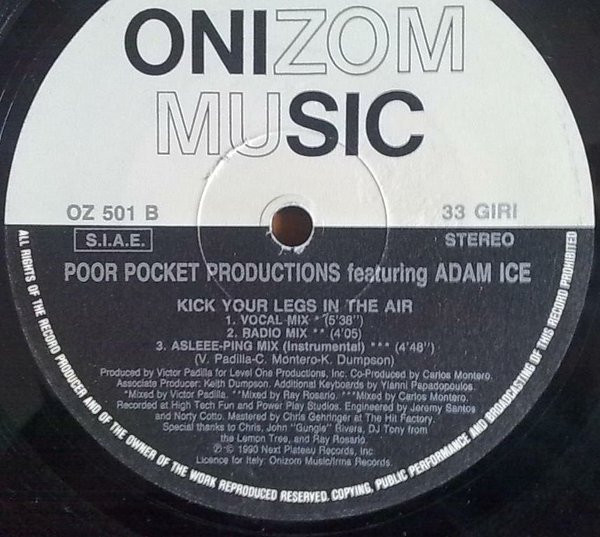 ONIZOM
MUSIC
OZ 501 B
33 GIRI
S.I.A.E.
STEREO
POOR POCKET PRODUCTIONS featuring ADAM ICE
KICK YOUR LEGS IN THE AIR
1. VOCAL MIX * (5'38")
2. RADIO MIX ** (4'05)
3. ASLEEE-PING MIX (Instrumental) *** (4'48")
(V. Padilla-C. Montero-K. Dumpson)
Produced by Victor Padilla for Level One Productions, Inc. Co-Produced by Carlos Montero.
Associate Producer: Keith Dumpson. Additional Keyboards by Yianni Papadopoulos.
*Mixed by Victor Padilla. **Mixed by Ray Rosario. ***Mixed by Carlos Montero.
Recorded at High Tech Fun and Power Play Studios. Engineered by Jeremy Santos
and Norty Cotto. Mastered by Chris Gehringer at The Hit Factory.
Special thanks to Chris, John "Gungie" Rivera, DJ Tony from
the Lemon Tree, and Ray Rosario.
℗-© 1990 Next Plateau Records, Inc.
Licence for Italy: Onizom Music/Irma Records.
ALL RIGHTS OF THE RECORD PRODUCER AND OF THE OWNER OF THE WORK REPRODUCED RESERVED. COPYING, PUBLIC PERFORMANCE AND BROADCASTING OF THIS RECORD PROHIBITED